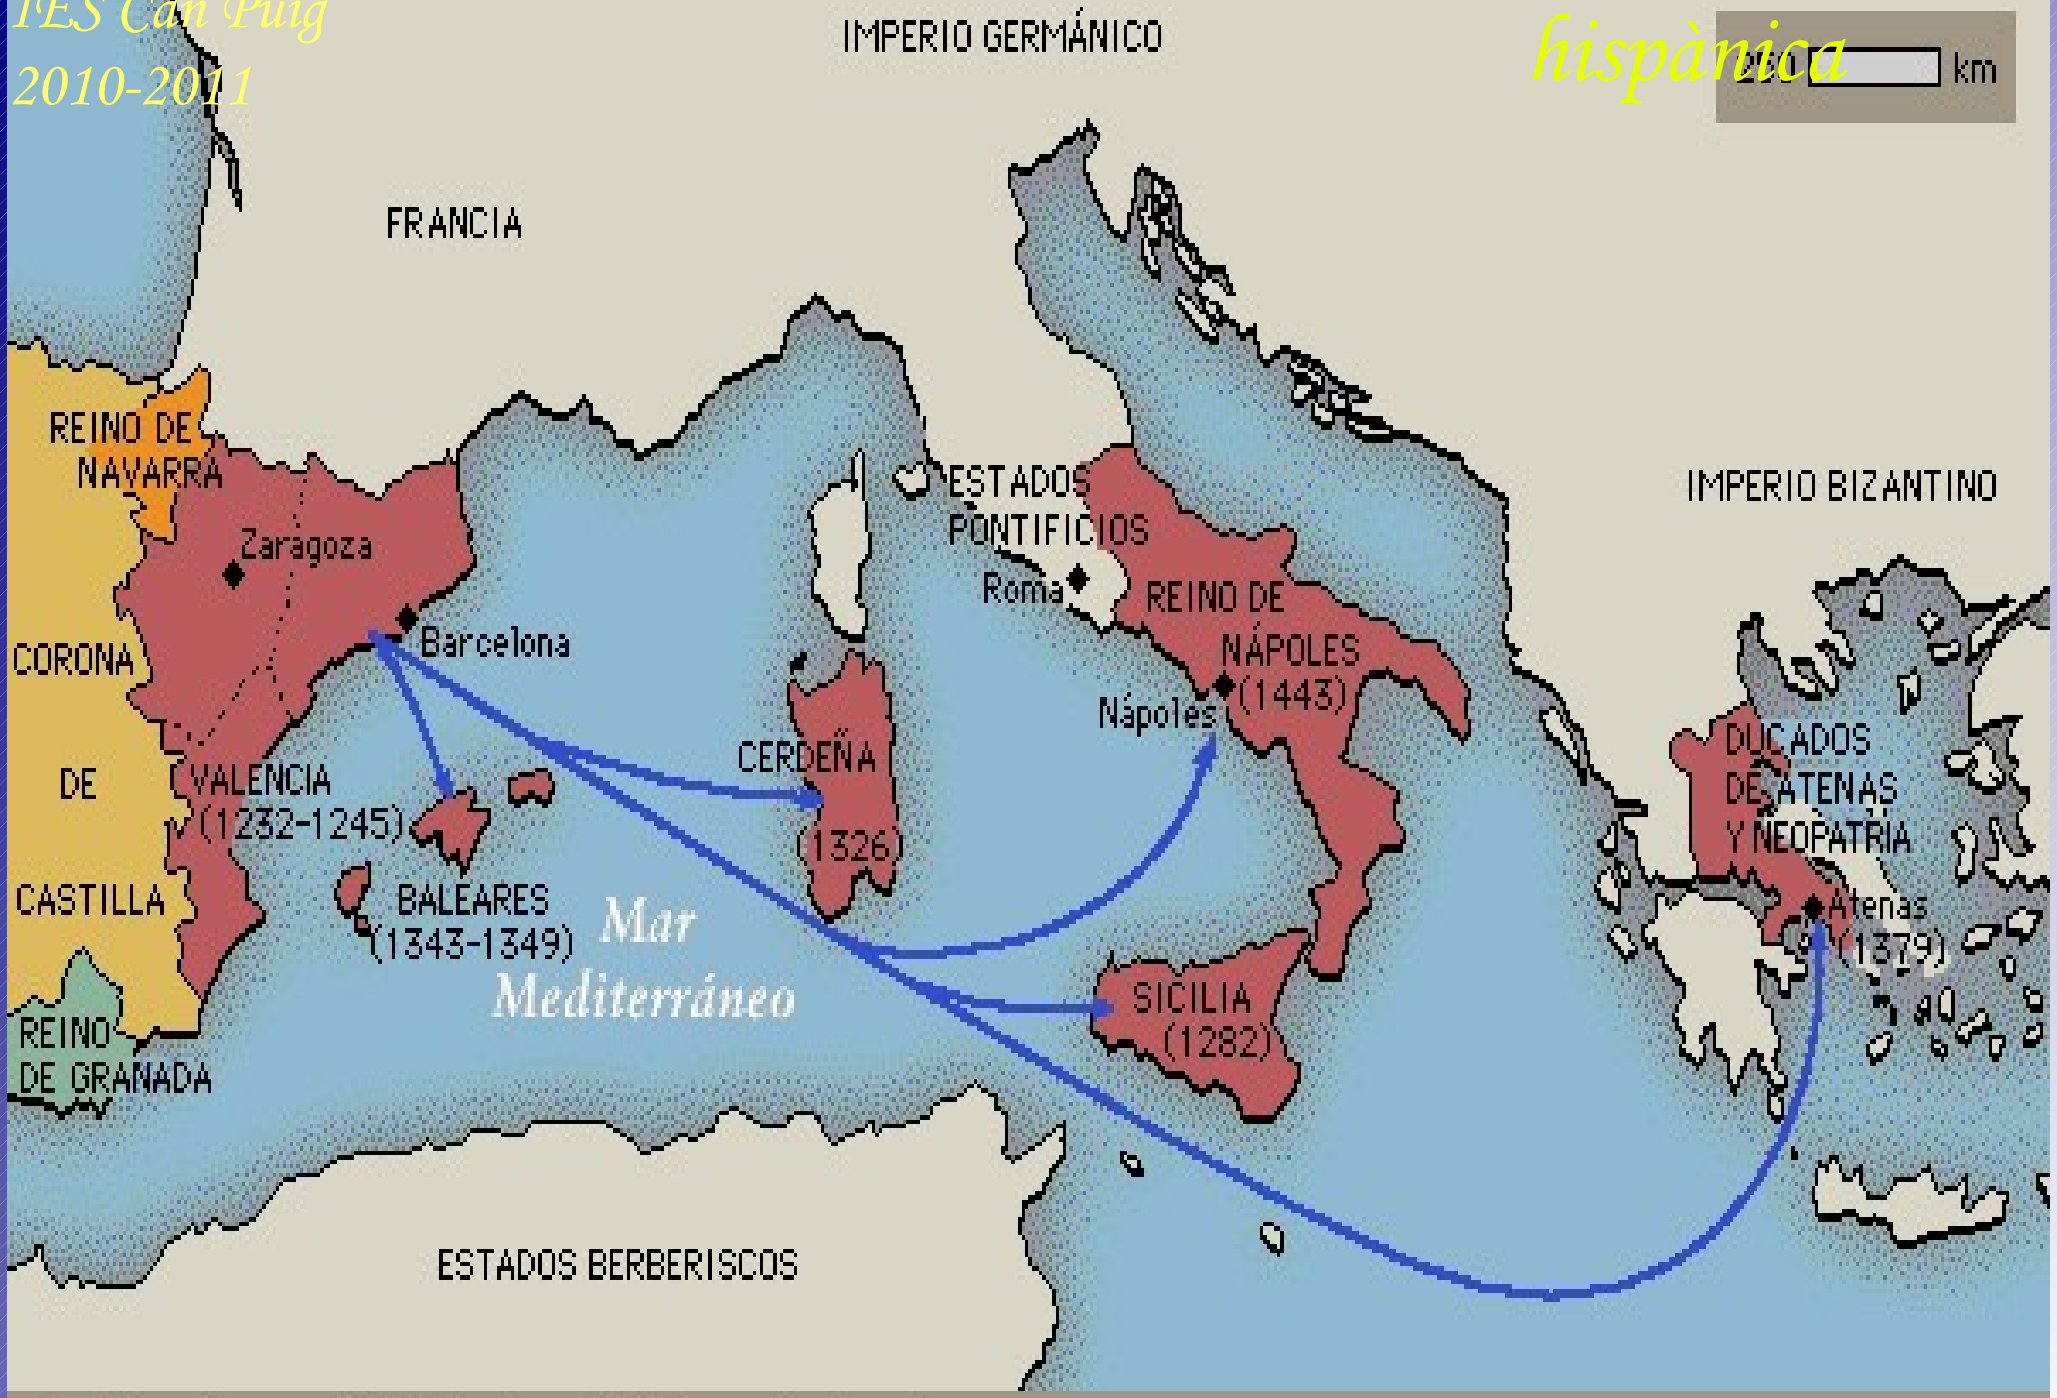 IES Can Puig
2010-2011
IMPERIO GERMÁNICO
hispànica
250 km
FRANCIA
REINO DE
NAVARRA
Zaragoza
Barcelona
CORONA
DE
CASTILLA
VALENCIA
(1232-1245)
BALEARES
(1343-1349)
REINO
DE GRANADA
Mar
Mediterráneo
CERDEÑA
(1326)
ESTADOS
PONTIFICIOS
Roma
REINO DE
NÁPOLES
(1443)
Nápoles
SICILIA
(1282)
IMPERIO BIZANTINO
DUCADOS
DE ATENAS
Y NEOPATRIA
Atenas
(1379)
ESTADOS BERBERISCOS